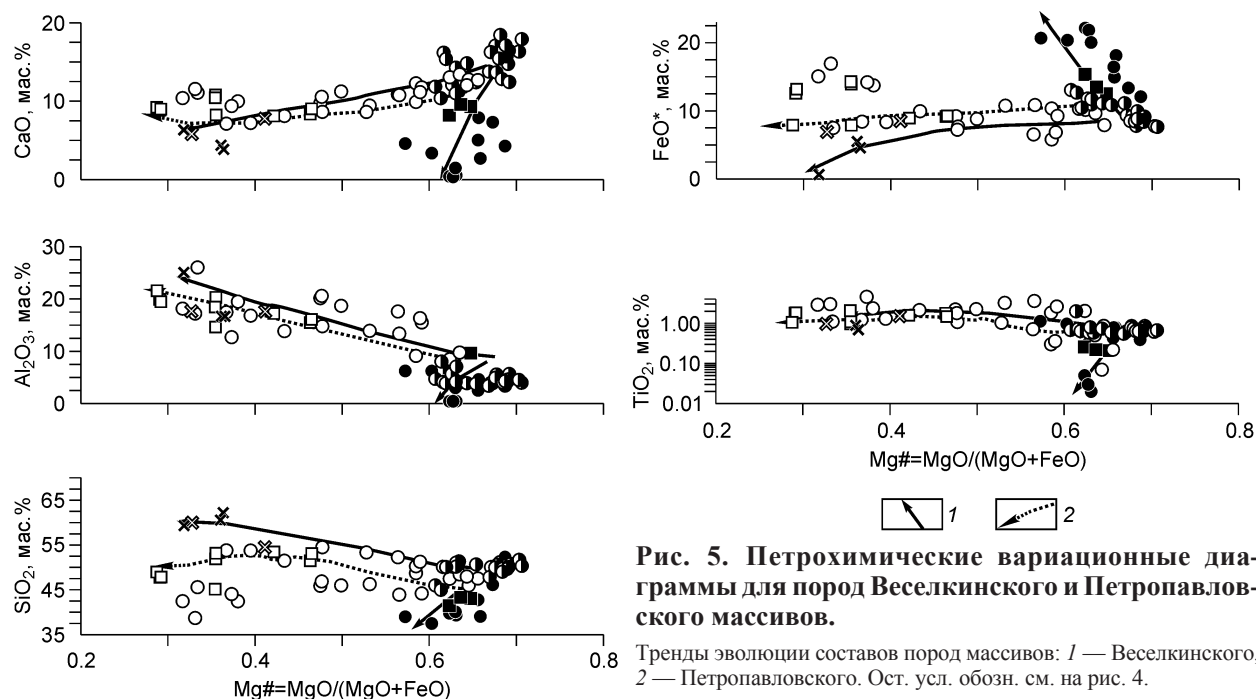 CaO, мас.%
20
10
0
Al₂O₃, мас.%
30
20
10
0
SiO₂, мас.%
65
55
45
35
0.2 0.4 0.6 0.8
Mg#=MgO/(MgO+FeO)
FeO*, мас.%
20
10
0
TiO₂, мас.%
1.00
0.10
0.01
0.2 0.4 0.6 0.8
Mg#=MgO/(MgO+FeO)
1 2
Рис. 5. Петрохимические вариационные диа-
граммы для пород Веселкинского и Петропавлов-
ского массивов.
Тренды эволюции составов пород массивов: 1 — Веселкинского,
2 — Петропавловского. Ост. усл. обозн. см. на рис. 4.